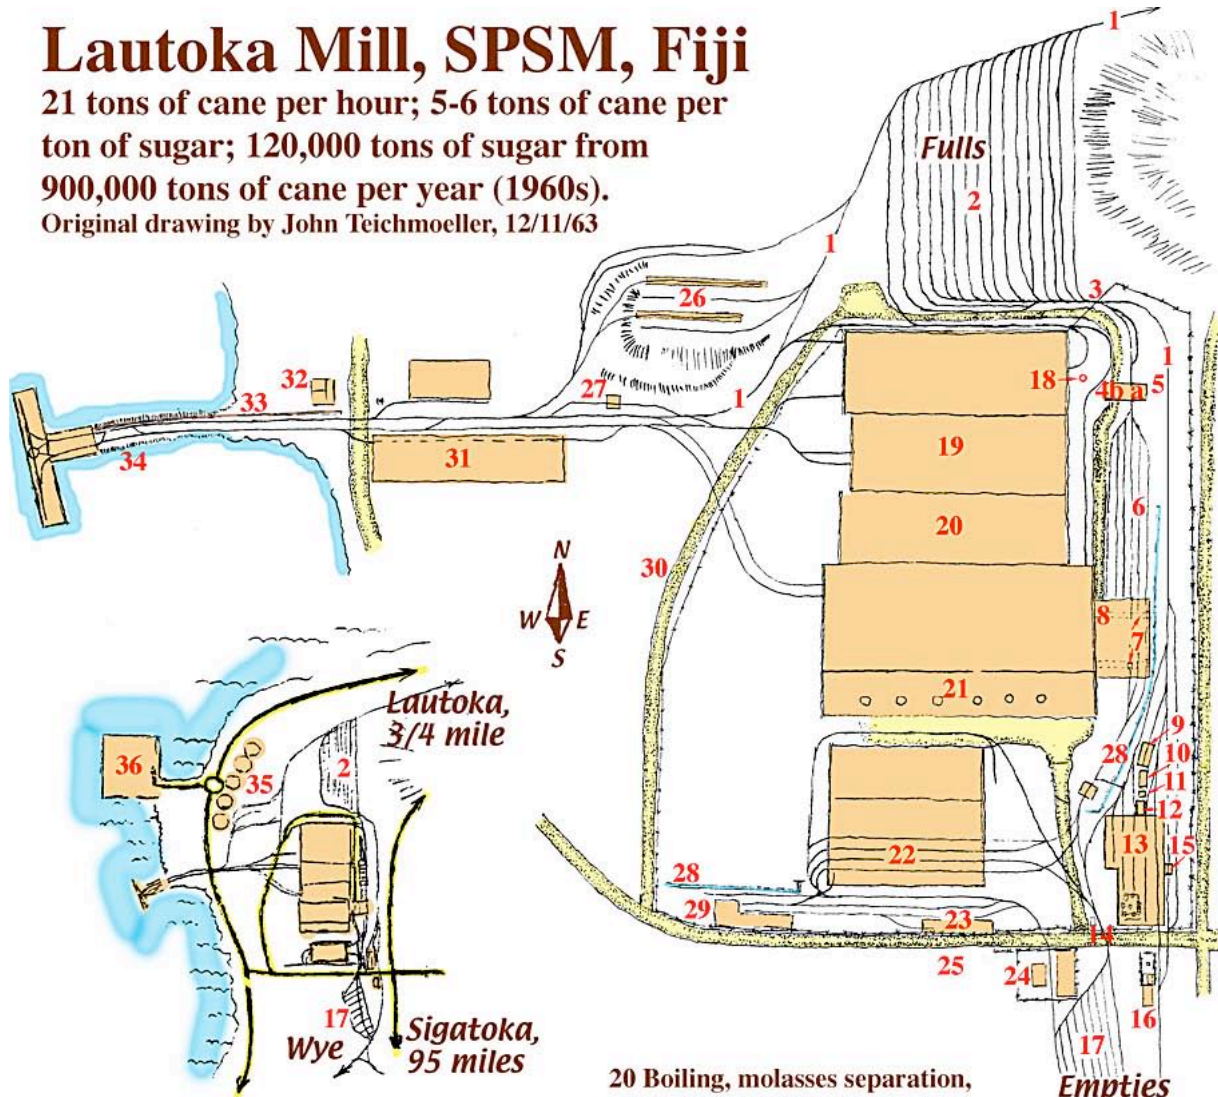 Lautoka Mill, SPSM, Fiji
21 tons of cane per hour; 5-6 tons of cane per
ton of sugar; 120,000 tons of sugar from
900,000 tons of cane per year (1960s).
Original drawing by John Teichmoeller, 12/11/63
1
Fulls
2
1
26
3
1
32
33
27
1
18
4b a
5
34
31
19
6
20
30
N
W E
S
8
7
21
9
28
10
11
12
13
15
22
28
29
23
14
25
24
16
17
Empties
Lautoka,
3/4 mile
36
35
2
17
Wye
Sigatoka,
95 miles
20 Boiling, molasses separation,